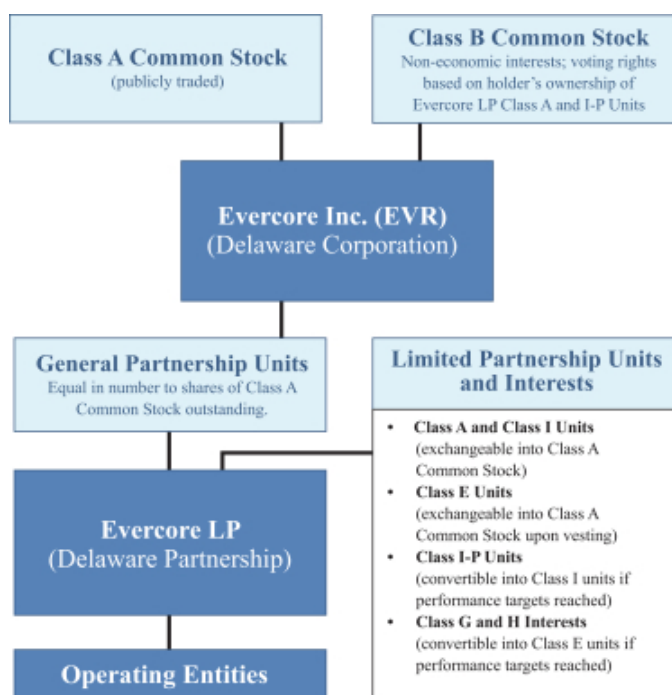 Class A Common Stock
(publicly traded)
Class B Common Stock
Non-economic interests; voting rights
based on holder's ownership of
Evercore LP Class A and I-P Units
Evercore Inc. (EVR)
(Delaware Corporation)
General Partnership Units
Equal in number to shares of Class A
Common Stock outstanding.
Limited Partnership Units
and Interests
• Class A and Class I Units
(exchangeable into Class A
Common Stock)
• Class E Units
(exchangeable into Class A
Common Stock upon vesting)
• Class I-P Units
(convertible into Class I units if
performance targets reached)
• Class G and H Interests
(convertible into Class E units if
performance targets reached)
Evercore LP
(Delaware Partnership)
Operating Entities